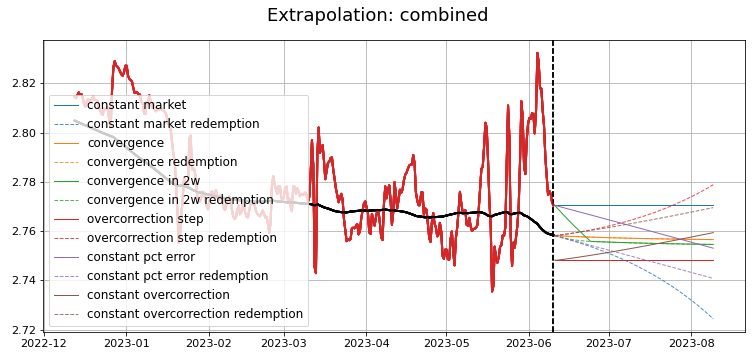 Extrapolation: combined
2.82
2.80
2.78
2.76
2.74
2.72
constant market
constant market redemption
convergence
convergence redemption
convergence in 2w
convergence in 2w redemption
overcorrection step
overcorrection step redemption
constant pct error
constant pct error redemption
constant overcorrection
constant overcorrection redemption
2022-12 2023-01 2023-02 2023-03 2023-04 2023-05 2023-06 2023-07 2023-08